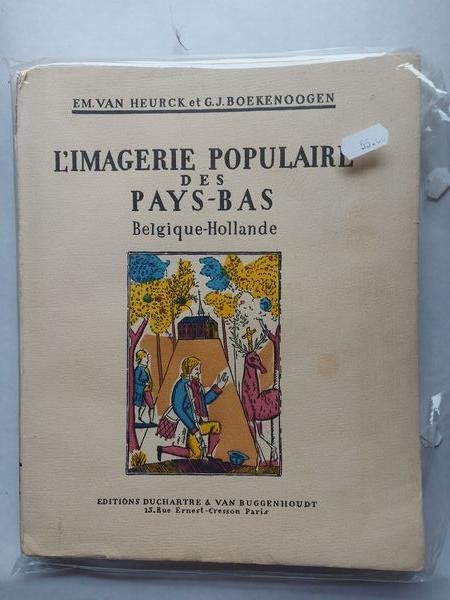 EM. VAN HEURCK et G.J. BOEKENOOGEN
L'IMAGERIE POPULAIRE
DES
PAYS-BAS
Belgique-Hollande
EDITIONS DUCHARTRE & VAN BUGGENHOUDT
15, Rue Ernest-Cresson Paris